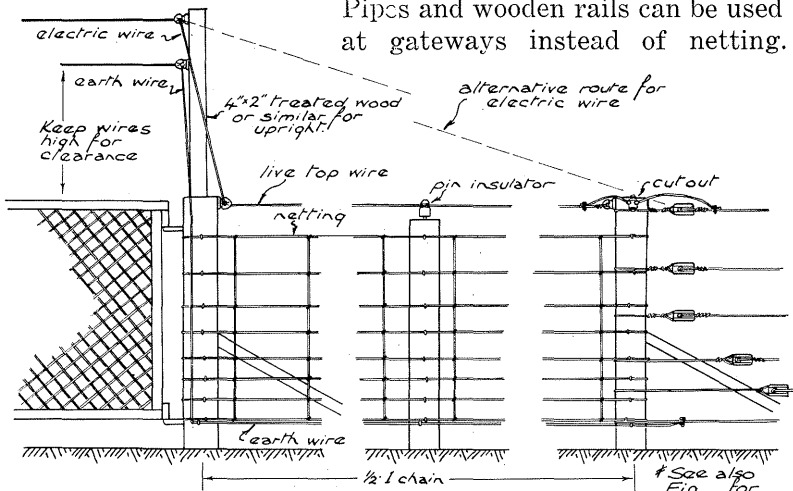 Pipes and wooden rails can be used
at gateways instead of netting.
electric wire
earth wire
4"x2" treated wood
or similar for
upright.
alternative route for
electric wire
Keep wires
high for
clearance
live top wire
pin insulator
cut out
netting
earth wire
½-1 chain
* See also
Fig for